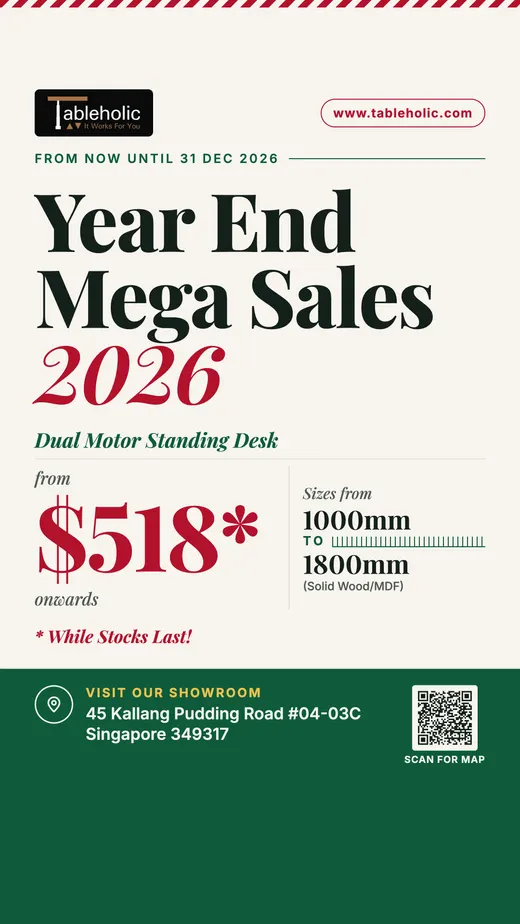 Tableholic
It Works For You
www.tableholic.com
FROM NOW UNTIL 31 DEC 2026
Year End
Mega Sales
2026
Dual Motor Standing Desk
from
$518*
onwards
Sizes from
1000mm
TO
1800mm
(Solid Wood/MDF)
* While Stocks Last!
VISIT OUR SHOWROOM
45 Kallang Pudding Road #04-03C
Singapore 349317
SCAN FOR MAP